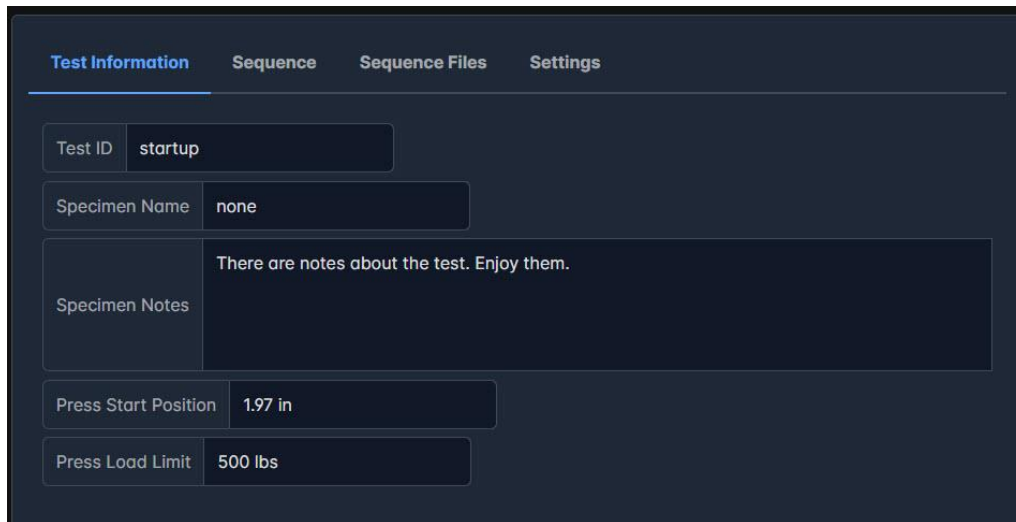 Test Information Sequence Sequence Files Settings
Test ID startup
Specimen Name none
There are notes about the test. Enjoy them.
Specimen Notes
Press Start Position 1.97 in
Press Load Limit 500 lbs